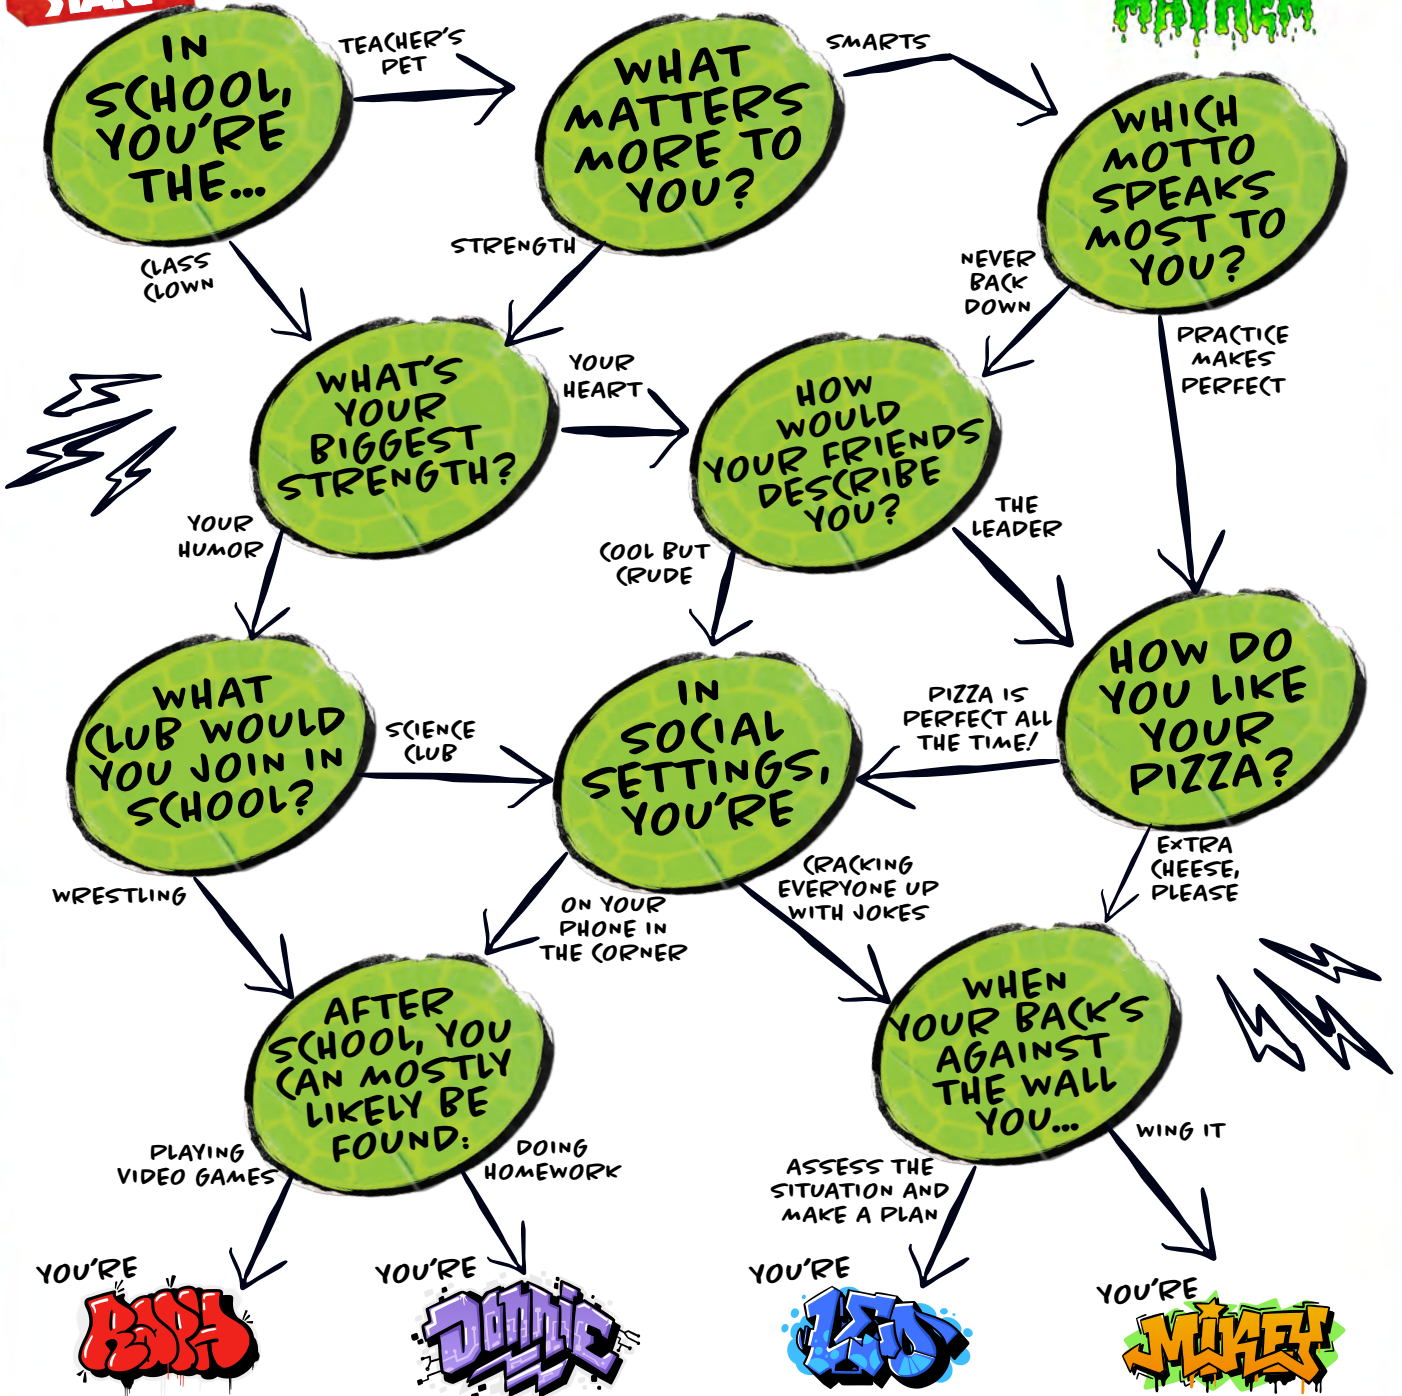 START
MAYHEM
IN
SCHOOL,
YOU'RE
THE...
TEACHER'S
PET
WHAT
MATTERS
MORE TO
YOU?
SMARTS
WHICH
MOTTO
SPEAKS
MOST TO
YOU?
CLASS
CLOWN
STRENGTH
NEVER
BACK
DOWN
PRACTICE
MAKES
PERFECT
WHAT'S
YOUR
BIGGEST
STRENGTH?
YOUR
HEART
HOW
WOULD
YOUR FRIENDS
DESCRIBE
YOU?
YOUR
HUMOR
COOL BUT
CRUDE
THE
LEADER
WHAT
CLUB WOULD
YOU JOIN IN
SCHOOL?
SCIENCE
CLUB
IN
SOCIAL
SETTINGS,
YOU'RE
PIZZA IS
PERFECT ALL
THE TIME!
HOW DO
YOU LIKE
YOUR
PIZZA?
WRESTLING
ON YOUR
PHONE IN
THE CORNER
CRACKING
EVERYONE UP
WITH JOKES
EXTRA
CHEESE,
PLEASE
AFTER
SCHOOL, YOU
CAN MOSTLY
LIKELY BE
FOUND:
WHEN
YOUR BACK'S
AGAINST
THE WALL
YOU...
PLAYING
VIDEO GAMES
DOING
HOMEWORK
ASSESS THE
SITUATION AND
MAKE A PLAN
WING IT
YOU'RE
RAPH
YOU'RE
DONNIE
YOU'RE
LEO
YOU'RE
MIKEY